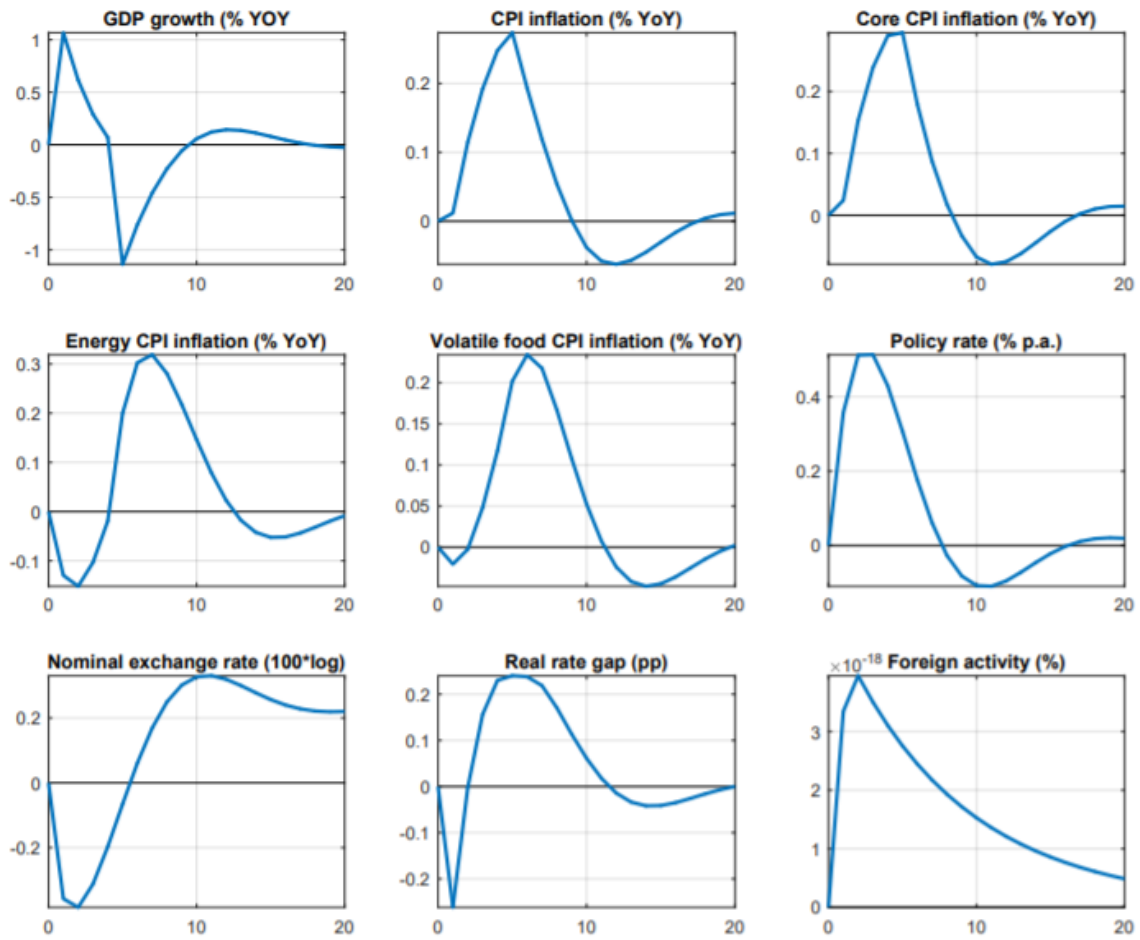 GDP growth (% YOY
1
0.5
0
-0.5
-1
0 10 20
CPI inflation (% YoY)
0.2
0.1
0
0 10 20
Core CPI inflation (% YoY)
0.2
0.1
0
0 10 20
Energy CPI inflation (% YoY)
0.3
0.2
0.1
0
-0.1
0 10 20
Volatile food CPI inflation (% YoY)
0.2
0.15
0.1
0.05
0
0 10 20
Policy rate (% p.a.)
0.4
0.2
0
0 10 20
Nominal exchange rate (100*log)
0.2
0
-0.2
0 10 20
Real rate gap (pp)
0.2
0.1
0
-0.1
-0.2
0 10 20
×10⁻¹⁸ Foreign activity (%)
3
2
1
0
0 10 20